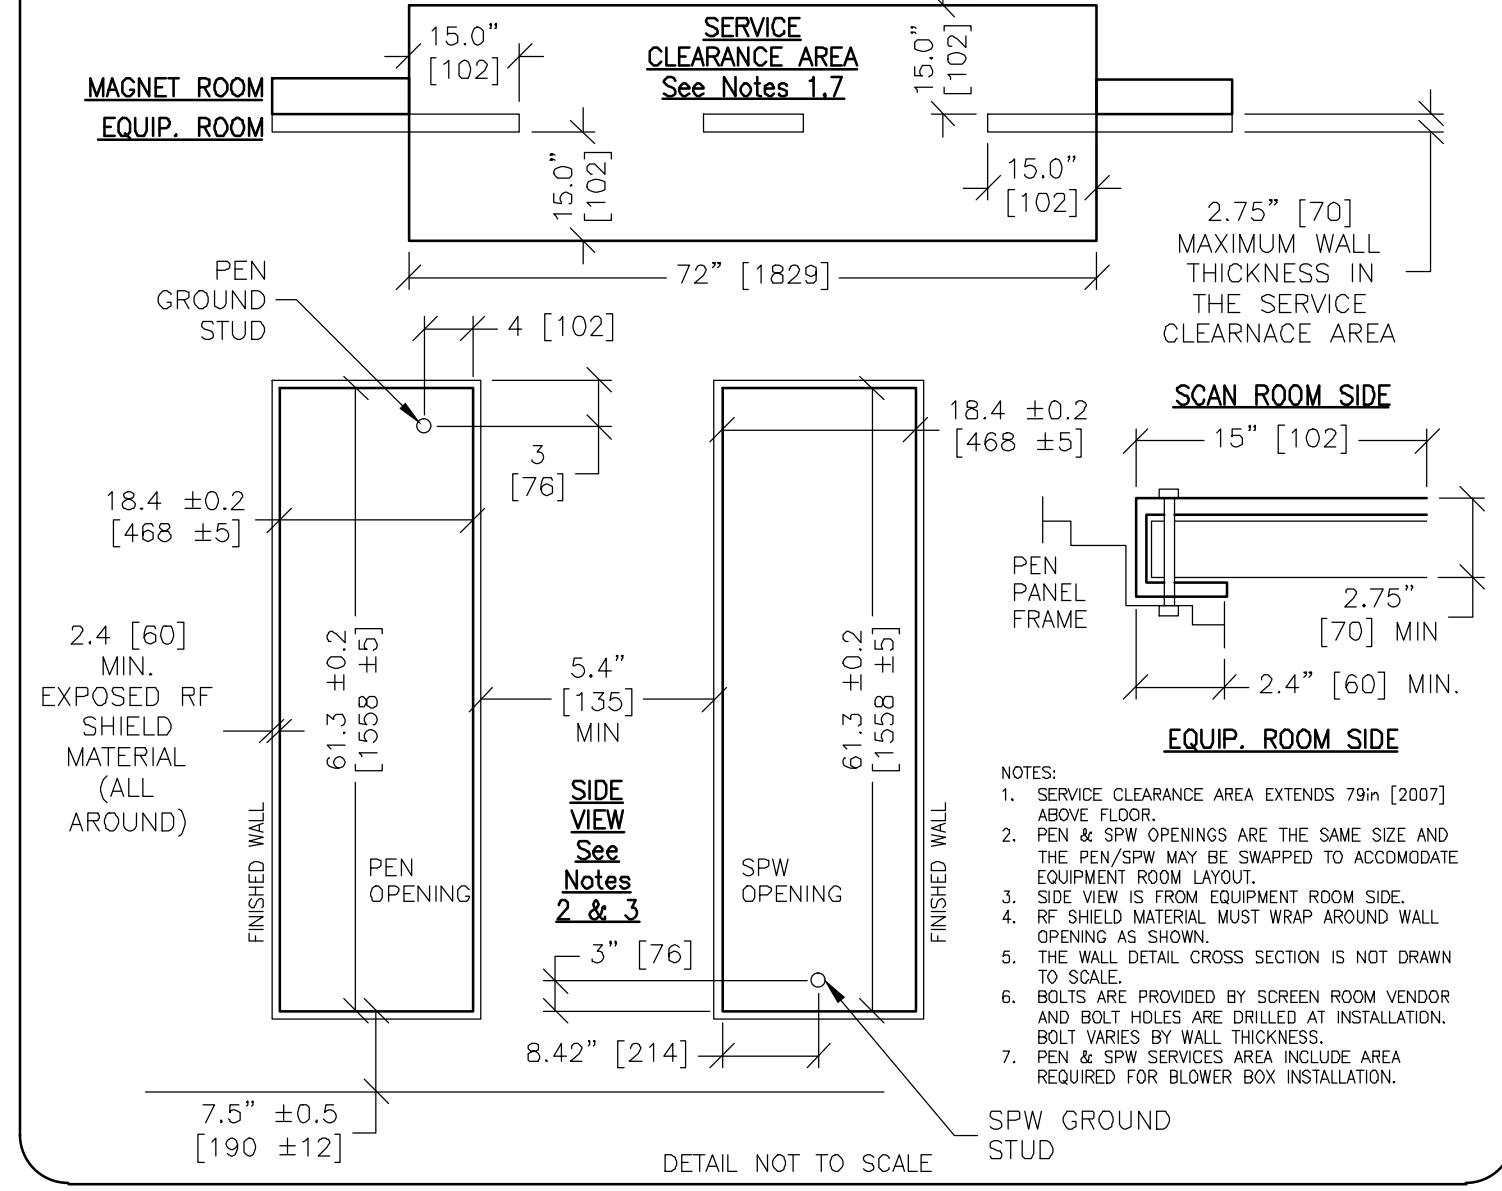 SERVICE
CLEARANCE AREA
See Notes 1.7
15.0"
[102]
15.0"
[102]
MAGNET ROOM
EQUIP. ROOM
15.0"
[102]
15.0"
[102]
72" [1829]
2.75" [70]
MAXIMUM WALL
THICKNESS IN
THE SERVICE
CLEARNACE AREA
PEN
GROUND
STUD
4 [102]
3
[76]
18.4 ±0.2
[468 ±5]
18.4 ±0.2
[468 ±5]
61.3 ±0.2
[1558 ±5]
61.3 ±0.2
[1558 ±5]
2.4 [60]
MIN.
EXPOSED RF
SHIELD
MATERIAL
(ALL
AROUND)
5.4"
[135]
MIN
FINISHED WALL
PEN
OPENING
SIDE
VIEW
See
Notes
2 & 3
SPW
OPENING
FINISHED WALL
3" [76]
8.42" [214]
7.5" ±0.5
[190 ±12]
SPW GROUND
STUD
DETAIL NOT TO SCALE
SCAN ROOM SIDE
15" [102]
PEN
PANEL
FRAME
2.75"
[70] MIN
2.4" [60] MIN.
EQUIP. ROOM SIDE
NOTES:
1. SERVICE CLEARANCE AREA EXTENDS 79in [2007]
ABOVE FLOOR.
2. PEN & SPW OPENINGS ARE THE SAME SIZE AND
THE PEN/SPW MAY BE SWAPPED TO ACCOMODATE
EQUIPMENT ROOM LAYOUT.
3. SIDE VIEW IS FROM EQUIPMENT ROOM SIDE.
4. RF SHIELD MATERIAL MUST WRAP AROUND WALL
OPENING AS SHOWN.
5. THE WALL DETAIL CROSS SECTION IS NOT DRAWN
TO SCALE.
6. BOLTS ARE PROVIDED BY SCREEN ROOM VENDOR
AND BOLT HOLES ARE DRILLED AT INSTALLATION.
BOLT VARIES BY WALL THICKNESS.
7. PEN & SPW SERVICES AREA INCLUDE AREA
REQUIRED FOR BLOWER BOX INSTALLATION.